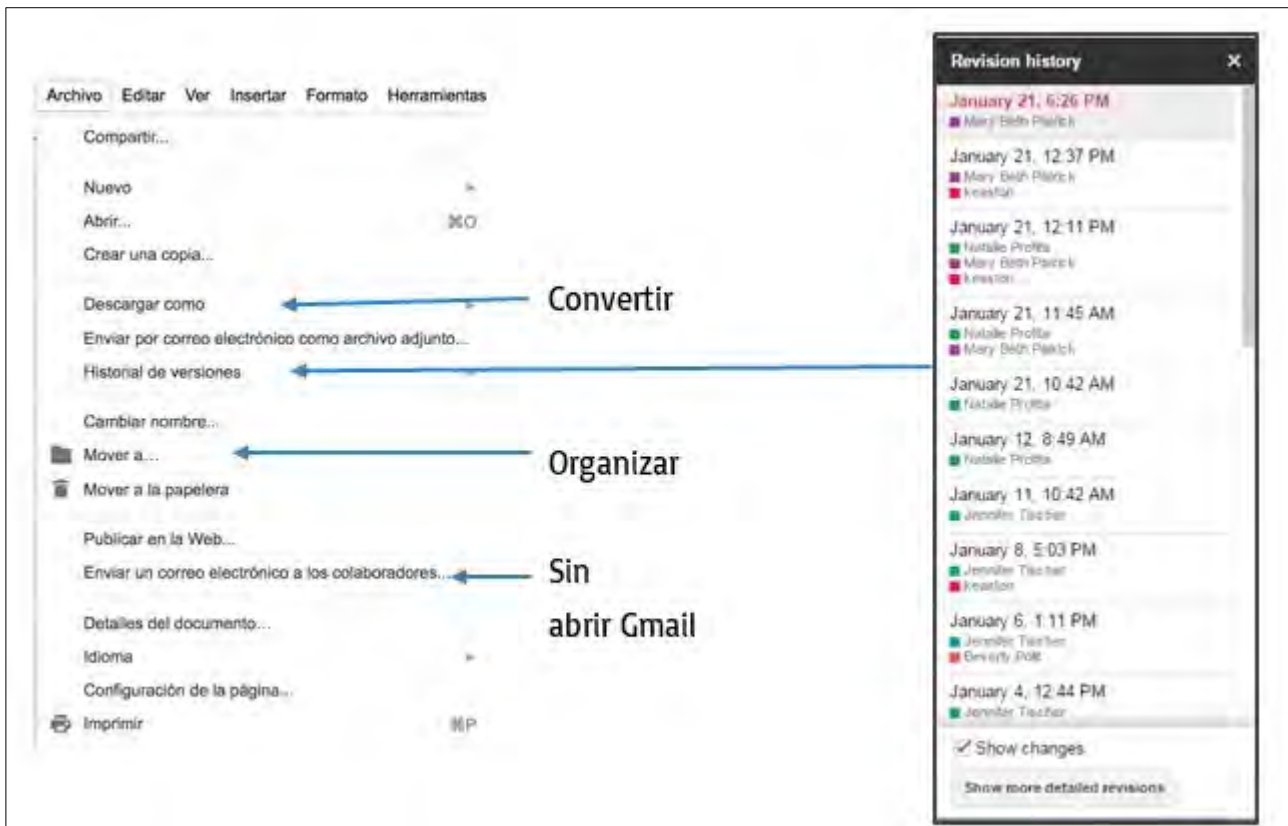 Archivo Editar Ver Insertar Formato Herramientas
Compartir...
Nuevo
Abrir... ⌘O
Crear una copia...
Descargar como
Enviar por correo electrónico como archivo adjunto...
Historial de versiones
Cambiar nombre...
Mover a...
Mover a la papelera
Publicar en la Web...
Enviar un correo electrónico a los colaboradores...
Detalles del documento...
Idioma
Configuración de la página...
Imprimir ⌘P
Convertir
Organizar
Sin
abrir Gmail
Revision history ×
January 21, 6:26 PM
Mary Beth
January 21, 12:37 PM
Mary Beth
keaston
January 21, 12:11 PM
Natalie Profita
Mary Beth
keaston
January 21, 11:45 AM
Natalie Profita
Mary Beth
January 21, 10:42 AM
Natalie Profita
January 12, 8:49 AM
Natalie Profita
January 11, 10:42 AM
Jennifer Tischer
January 8, 5:03 PM
Jennifer Tischer
keaston
January 6, 1:11 PM
Jennifer Tischer
Beverly
January 4, 12:44 PM
Jennifer Tischer
Show changes
Show more detailed revisions